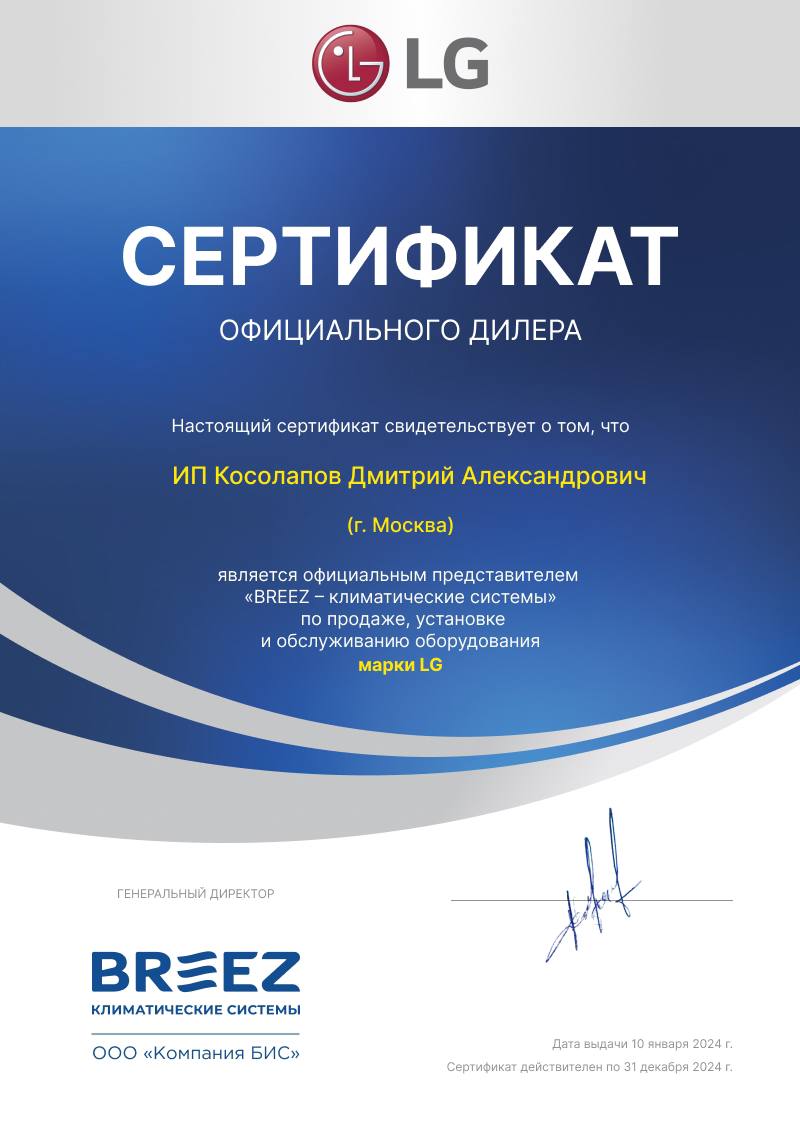 LG
СЕРТИФИКАТ
ОФИЦИАЛЬНОГО ДИЛЕРА
Настоящий сертификат свидетельствует о том, что
ИП Косолапов Дмитрий Александрович
(г. Москва)
является официальным представителем
«BREEZ – климатические системы»
по продаже, установке
и обслуживанию оборудования
марки LG
ГЕНЕРАЛЬНЫЙ ДИРЕКТОР
BREEZ
КЛИМАТИЧЕСКИЕ СИСТЕМЫ
ООО «Компания БИС»
Дата выдачи 10 января 2024 г.
Сертификат действителен по 31 декабря 2024 г.